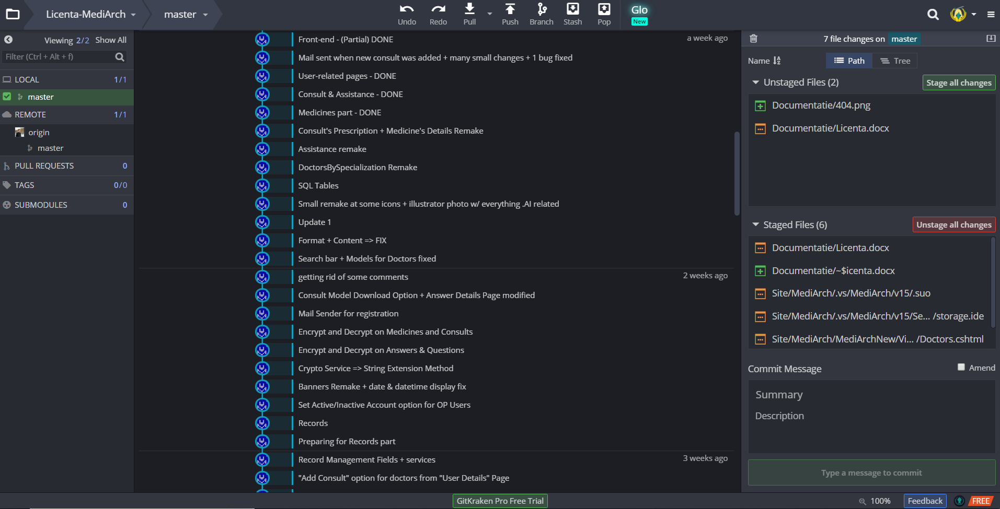 Licenta-MediArch
master
Undo
Redo
Pull
Push
Branch
Stash
Pop
Glo
New
Viewing 2/2 Show All
Filter (Ctrl + Alt + f)
LOCAL 1/1
master
REMOTE 1/1
origin
master
PULL REQUESTS 0
TAGS 0/0
SUBMODULES 0
Front-end - (Partial) DONE a week ago
Mail sent when new consult was added + many small changes + 1 bug fixed
User-related pages - DONE
Consult & Assistance - DONE
Medicines part - DONE
Consult's Prescription + Medicine's Details Remake
Assistance remake
DoctorsBySpecialization Remake
SQL Tables
Small remake at some icons + illustrator photo w/ everything .AI related
Update 1
Format + Content => FIX
Search bar + Models for Doctors fixed
getting rid of some comments 2 weeks ago
Consult Model Download Option + Answer Details Page modified
Mail Sender for registration
Encrypt and Decrypt on Medicines and Consults
Encrypt and Decrypt on Answers & Questions
Crypto Service => String Extension Method
Banners Remake + date & datetime display fix
Set Active/Inactive Account option for OP Users
Records
Preparing for Records part
Record Management Fields + services 3 weeks ago
"Add Consult" option for doctors from "User Details" Page
7 file changes on master
Name
Path
Tree
Unstaged Files (2)
Stage all changes
Documentatie/404.png
Documentatie/Licenta.docx
Staged Files (6)
Unstage all changes
Documentatie/Licenta.docx
Documentatie/~$icenta.docx
Site/MediArch/.vs/MediArch/v15/.suo
Site/MediArch/.vs/MediArch/v15/Se... /storage.ide
Site/MediArch/MediArchNew/Vi... /Doctors.cshtml
Commit Message
Amend
Summary
Description
Type a message to commit
GitKraken Pro Free Trial
100%
Feedback
FREE